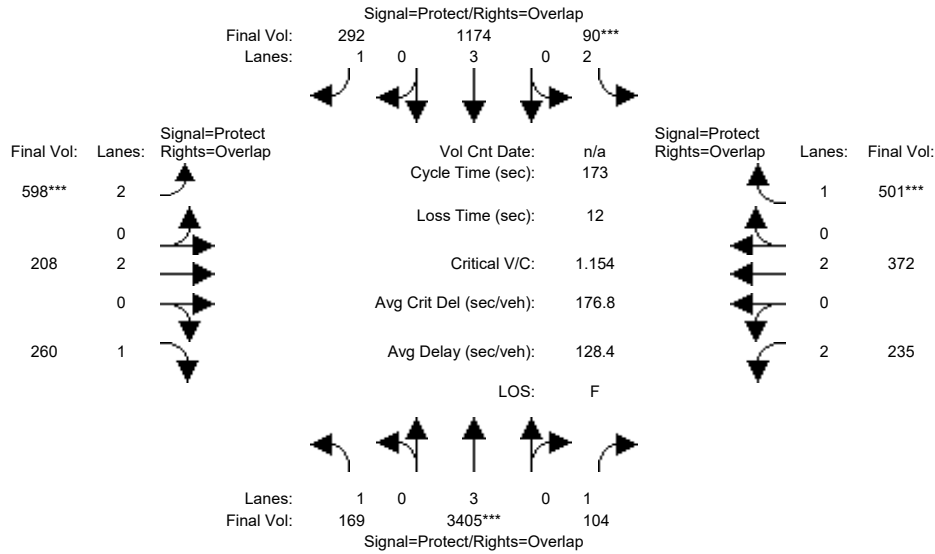 Signal=Protect/Rights=Overlap
Final Vol: 292 1174 90***
Lanes: 1 0 3 0 2
Signal=Protect
Final Vol: Lanes: Rights=Overlap
Vol Cnt Date: n/a
Signal=Protect
Rights=Overlap Lanes: Final Vol:
Cycle Time (sec): 173
598*** 2
1 501***
Loss Time (sec): 12
0
0
208 2
Critical V/C: 1.154
2 372
0
Avg Crit Del (sec/veh): 176.8
0
260 1
Avg Delay (sec/veh): 128.4
2 235
LOS: F
Lanes: 1 0 3 0 1
Final Vol: 169 3405*** 104
Signal=Protect/Rights=Overlap